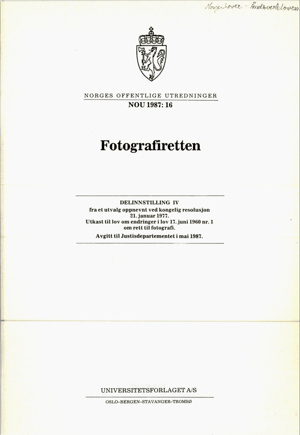 NORGES OFFENTLIGE UTREDNINGER
NOU 1987: 16
Fotografiretten
DELINNSTILLING IV
fra et utvalg oppnevnt ved kongelig resolusjon
21. januar 1977.
Utkast til lov om endringer i lov 17. juni 1960 nr. 1
om rett til fotografi.
Avgitt til Justisdepartementet i mai 1987.
UNIVERSITETSFORLAGET A/S
OSLO-BERGEN-STAVANGER-TROMSØ